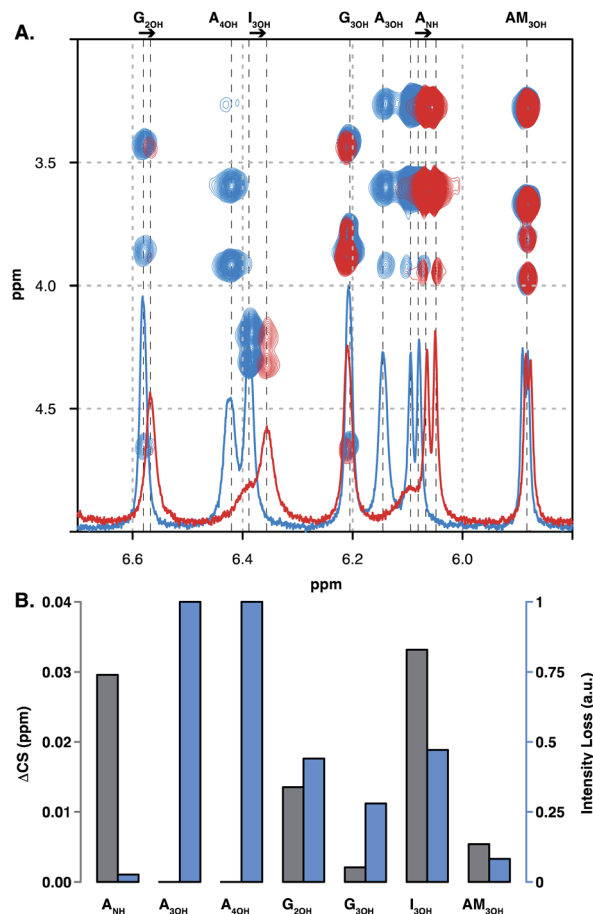 G2OH A4OH I3OH G3OH A3OH ANH AM3OH
A.
3.5
4.0
4.5
ppm
6.6 6.4 6.2 6.0
ppm
B.
0.04 1
0.03 0.75
0.02 0.5
0.01 0.25
0.00 0
ΔCS (ppm)
Intensity Loss (a.u.)
ANH A3OH A4OH G2OH G3OH I3OH AM3OH